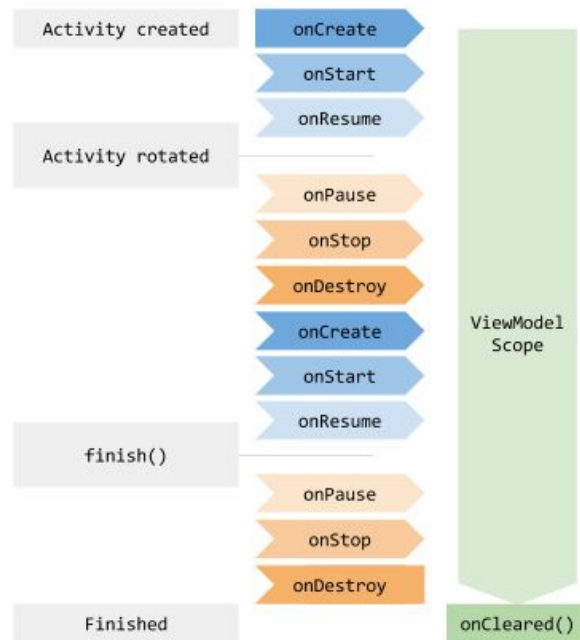 Activity created
onCreate
onStart
onResume
Activity rotated
onPause
onStop
onDestroy
onCreate
ViewModel
Scope
onStart
onResume
finish()
onPause
onStop
onDestroy
Finished
onCleared()